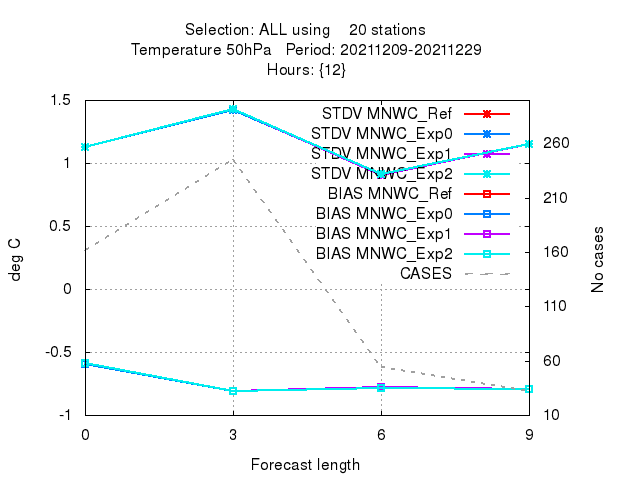 Selection: ALL using 20 stations
Temperature 50hPa Period: 20211209-20211229
Hours: {12}
STDV MNWC_Ref
STDV MNWC_Exp0
STDV MNWC_Exp1
STDV MNWC_Exp2
BIAS MNWC_Ref
BIAS MNWC_Exp0
BIAS MNWC_Exp1
BIAS MNWC_Exp2
CASES
1.5
1
0.5
0
-0.5
-1
deg C
260
210
160
110
60
10
No cases
0 3 6 9
Forecast length